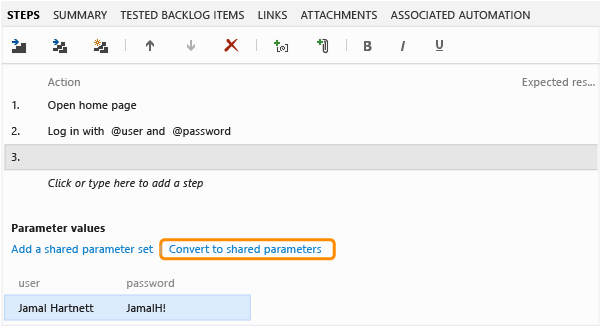 STEPS SUMMARY TESTED BACKLOG ITEMS LINKS ATTACHMENTS ASSOCIATED AUTOMATION
B I U
Action Expected res...
1. Open home page
2. Log in with @user and @password
3.
Click or type here to add a step
Parameter values
Add a shared parameter set Convert to shared parameters
user password
Jamal Hartnett JamalH!